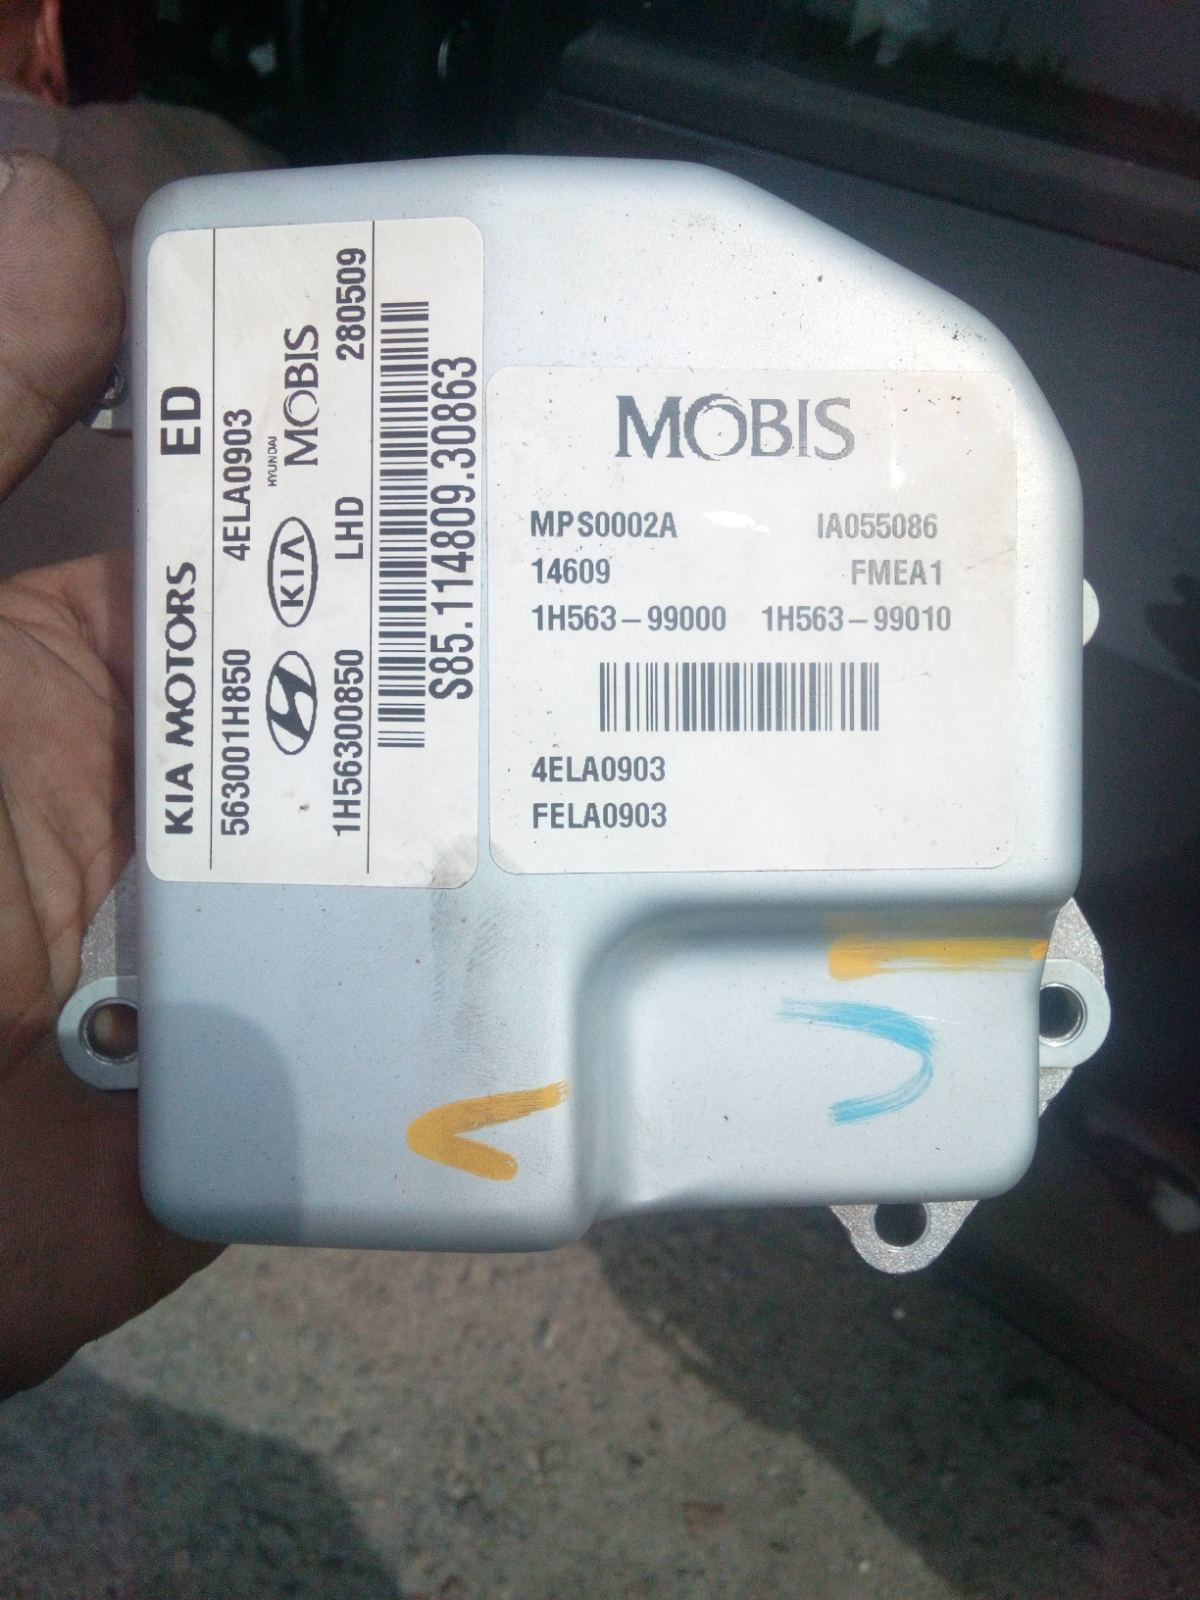 KIA MOTORS ED
563001H850 4ELA0903
KIA HYUNDAI MOBIS
1H56300850 LHD 280509
S85.114809.30863
MOBIS
MPS0002A IA055086
14609 FMEA1
1H563-99000 1H563-99010
4ELA0903
FELA0903